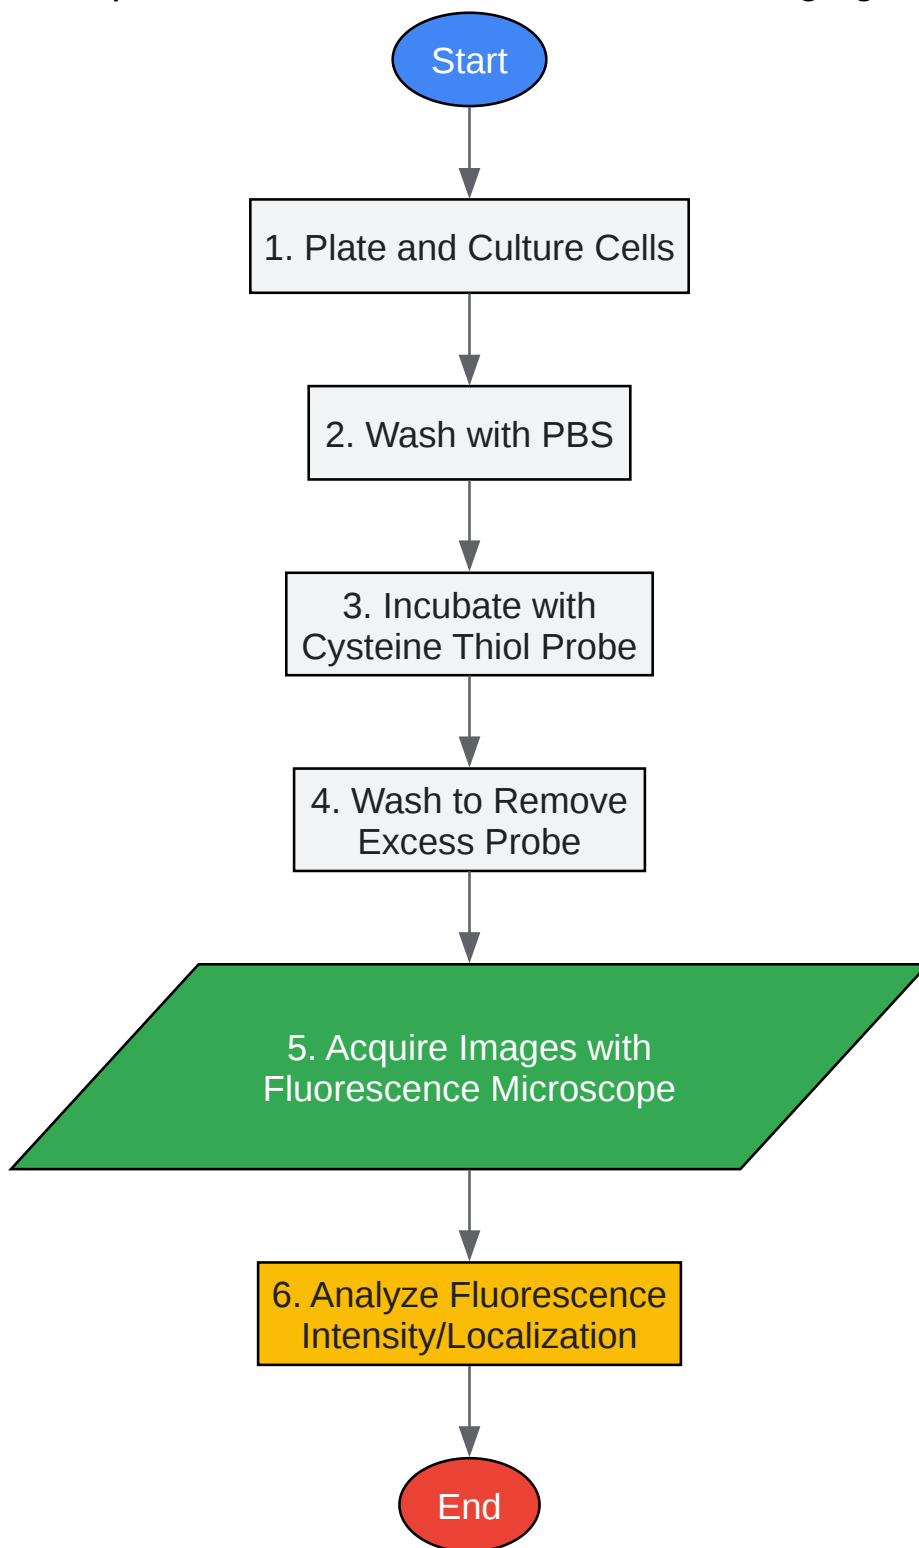 Start
1. Plate and Culture Cells
2. Wash with PBS
3. Incubate with
Cysteine Thiol Probe
4. Wash to Remove
Excess Probe
5. Acquire Images with
Fluorescence Microscope
6. Analyze Fluorescence
Intensity/Localization
End